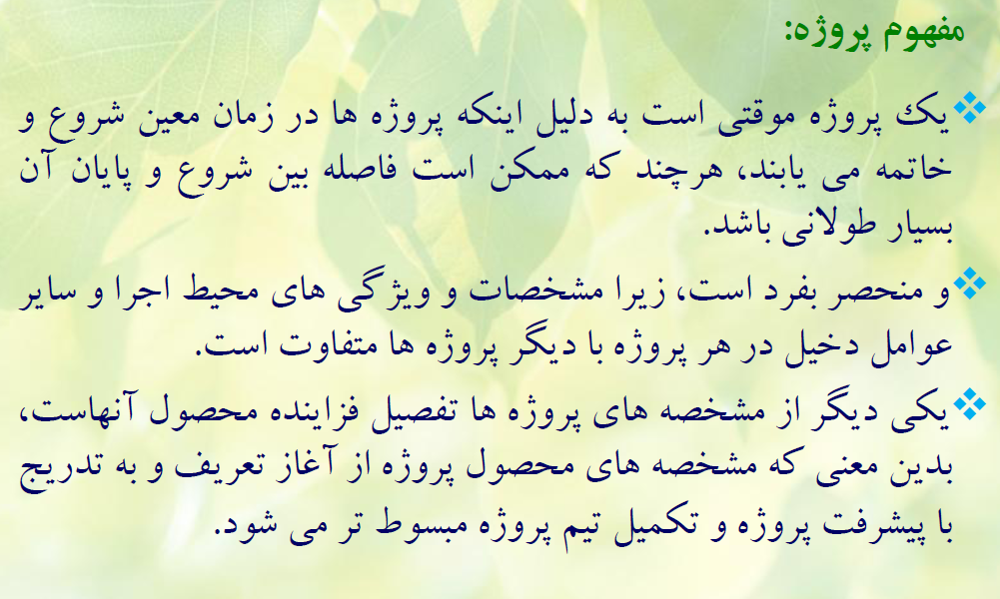 مفهوم پروژه:
یك پروژه موقتی است به دلیل اینکه پروژه ها در زمان معین شروع و
خاتمه می یابند، هرچند که ممکن است فاصله بین شروع و پایان آن
بسیار طولانی باشد.
و منحصر بفرد است، زیرا مشخصات و ویژگی های محیط اجرا و سایر
عوامل دخیل در هر پروژه با دیگر پروژه ها متفاوت است.
یکی دیگر از مشخصه های پروژه ها تفصیل فزاینده محصول آنهاست،
بدین معنی که مشخصه های محصول پروژه از آغاز تعریف و به تدریج
با پیشرفت پروژه و تکمیل تیم پروژه مبسوط تر می شود.